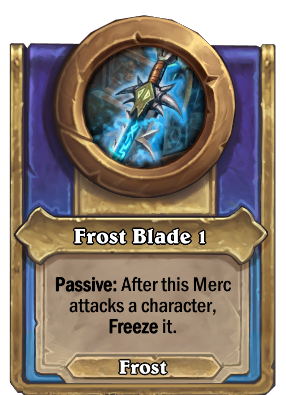 Frost Blade 1
Passive: After this Merc
attacks a character,
Freeze it.
Frost